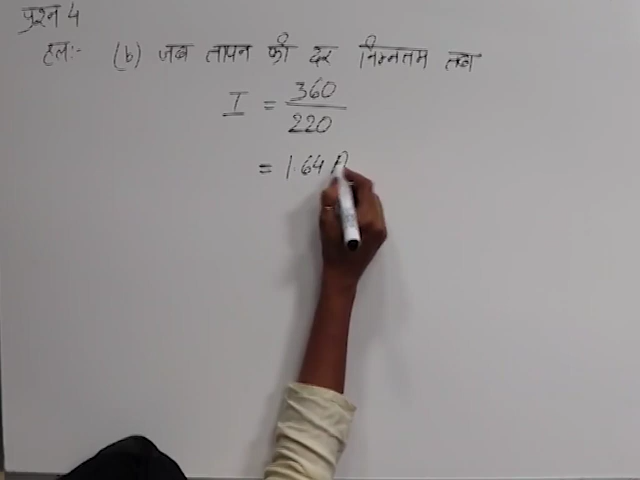 प्रश्न 4
हलः- (b) जब तापन की दर निम्नतम तब
I = 360/220
= 1.64 A